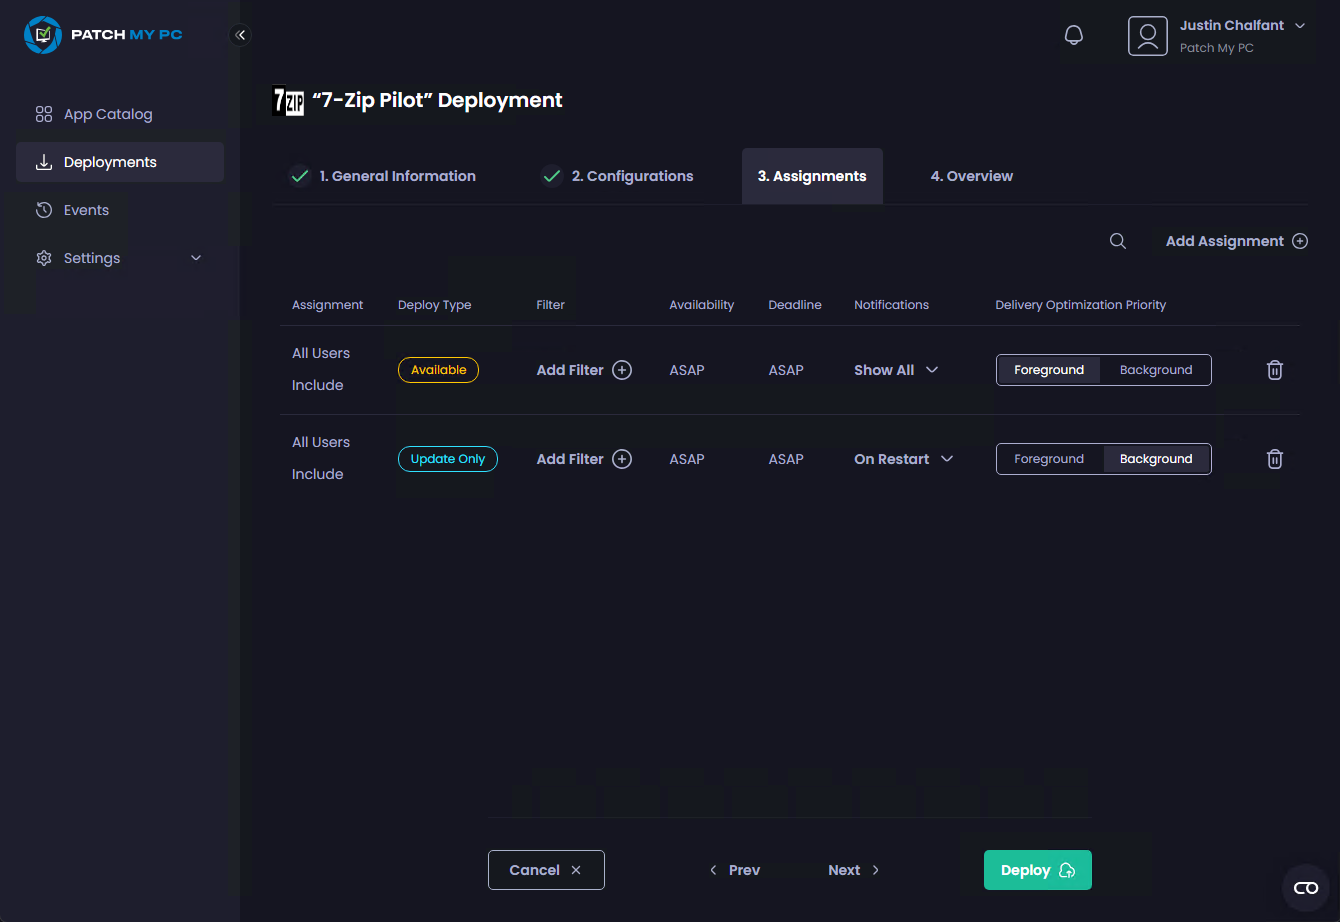 PATCH MY PC
Justin Chalfant
Patch My PC
App Catalog
Deployments
Events
Settings
7ZIP “7-Zip Pilot” Deployment
1. General Information 2. Configurations 3. Assignments 4. Overview
Add Assignment
Assignment Deploy Type Filter Availability Deadline Notifications Delivery Optimization Priority
All Users
Include
Available Add Filter ASAP ASAP Show All Foreground Background
All Users
Include
Update Only Add Filter ASAP ASAP On Restart Foreground Background
Cancel Prev Next Deploy